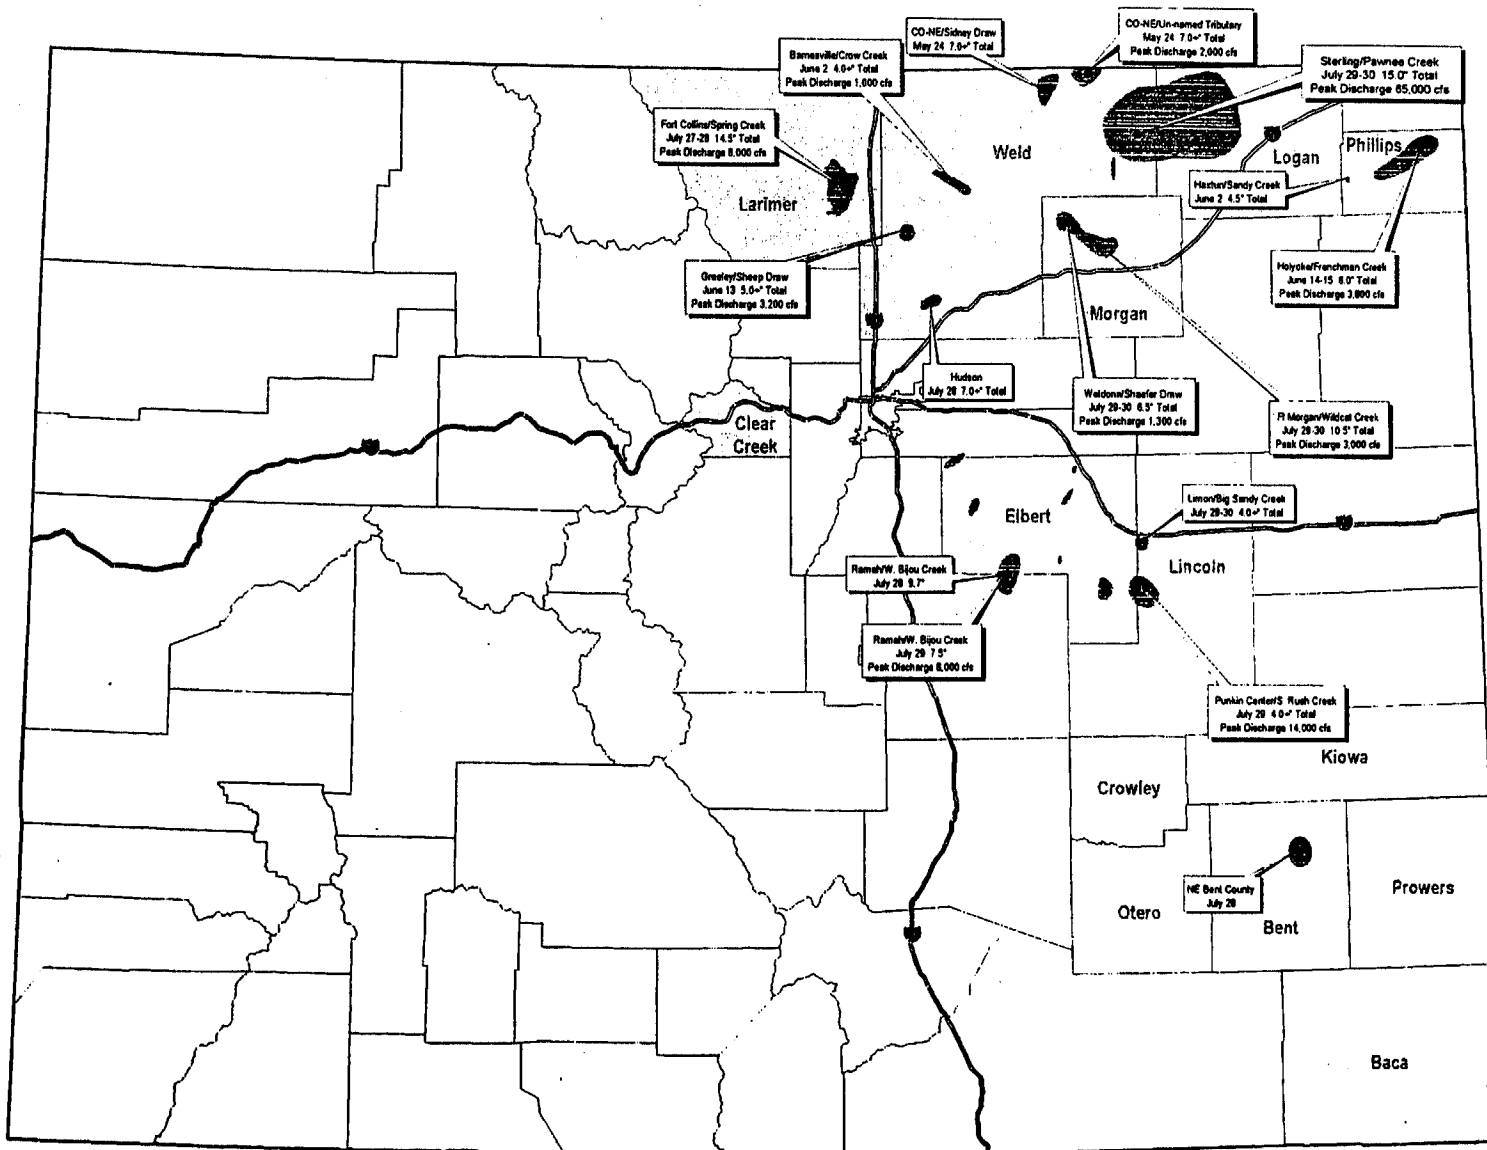 CO-NE/Sidney Draw
May 24 7.0+" Total
CO-NE/Un-named Tributary
May 24 7.0+" Total
Peak Discharge 2,000 cfs
Barnesville/Crow Creek
June 2 4.0+" Total
Peak Discharge 1,000 cfs
Sterling/Pawnee Creek
July 29-30 15.0" Total
Peak Discharge 65,000 cfs
Fort Collins/Spring Creek
July 27-28 14.5" Total
Peak Discharge 8,000 cfs
Weld
Logan
Phillips
Haxtun/Sandy Creek
June 2 4.5" Total
Larimer
Greeley/Sheep Draw
June 13 5.0+" Total
Peak Discharge 3,200 cfs
Holyoke/Frenchman Creek
June 14-15 6.0" Total
Peak Discharge 3,800 cfs
Morgan
Hudson
July 28 7.0+" Total
Weldona/Shaefer Draw
July 29-30 6.5" Total
Peak Discharge 1,300 cfs
Ft Morgan/Wildcat Creek
July 29-30 10.5" Total
Peak Discharge 3,000 cfs
Clear
Creek
Elbert
Limon/Big Sandy Creek
July 29-30 4.0+" Total
Lincoln
Ramah/W. Bijou Creek
July 28 9.7"
Ramah/W. Bijou Creek
July 29 7.5"
Peak Discharge 8,000 cfs
Punkin Center/S Rush Creek
July 29 4.0+" Total
Peak Discharge 14,000 cfs
Kiowa
Crowley
NE Bent County
July 28
Otero
Bent
Prowers
Baca